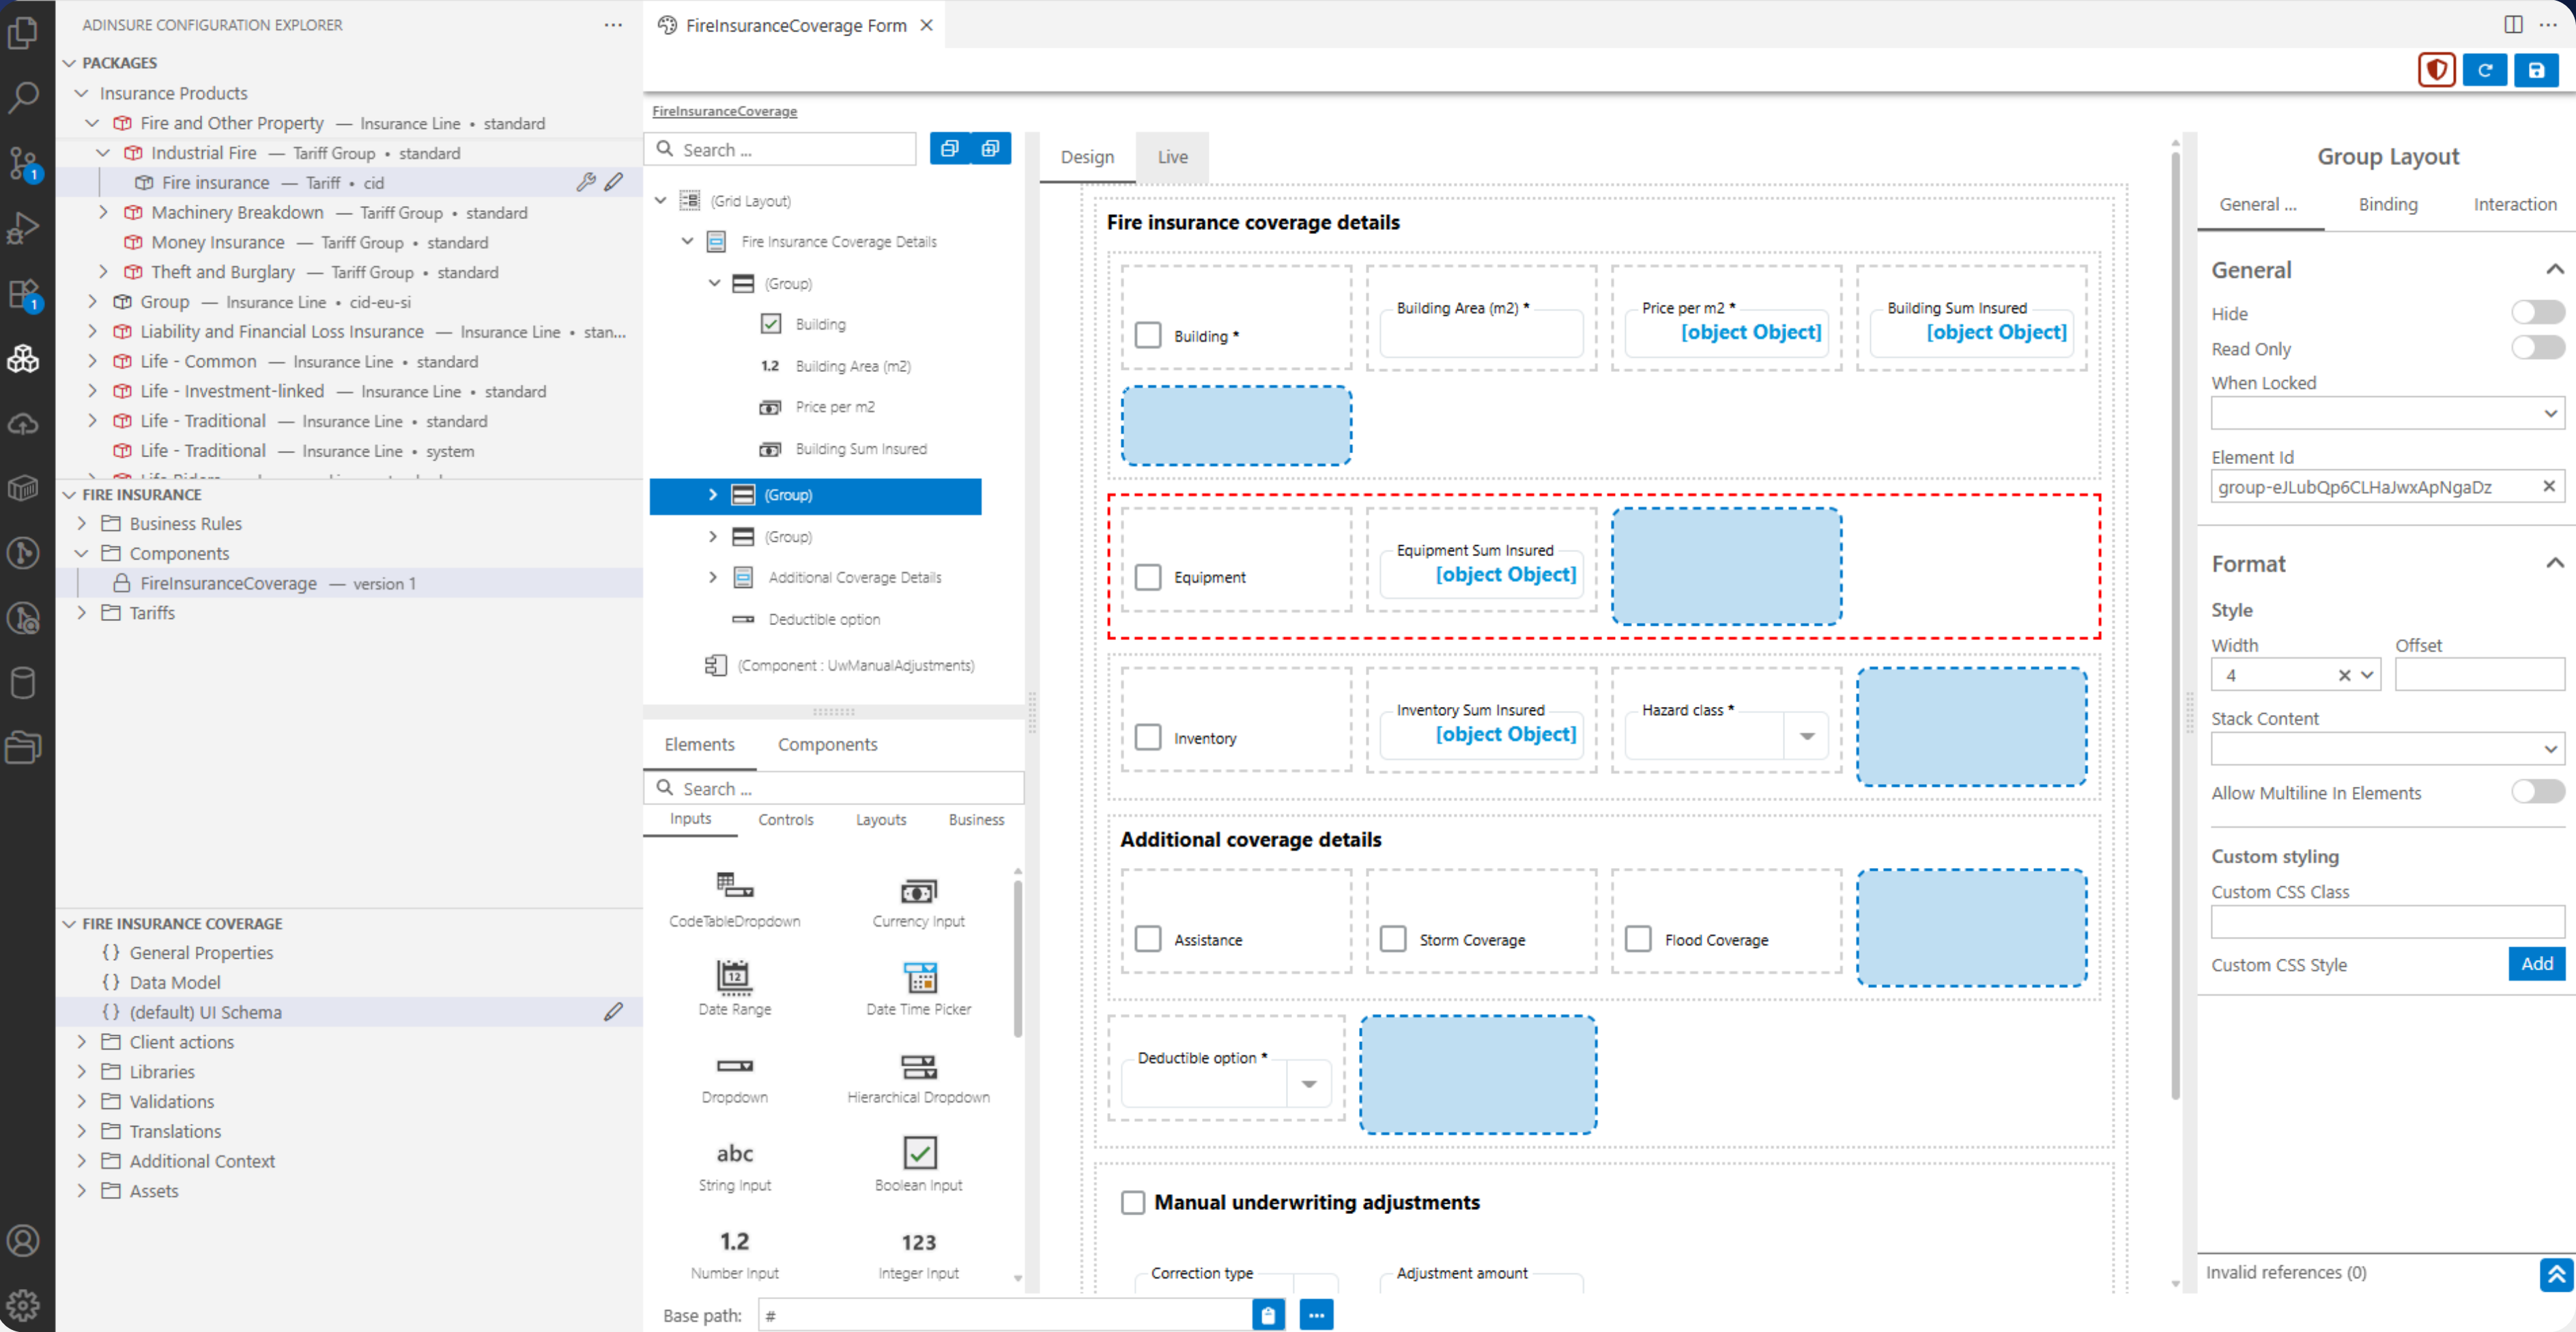 ADINSURE CONFIGURATION EXPLORER
PACKAGES
Insurance Products
Fire and Other Property — Insurance Line • standard
Industrial Fire — Tariff Group • standard
Fire insurance — Tariff • cid
Machinery Breakdown — Tariff Group • standard
Money Insurance — Tariff Group • standard
Theft and Burglary — Tariff Group • standard
Group — Insurance Line • cid-eu-si
Liability and Financial Loss Insurance — Insurance Line • stan...
Life - Common — Insurance Line • standard
Life - Investment-linked — Insurance Line • standard
Life - Traditional — Insurance Line • standard
Life - Traditional — Insurance Line • system
FIRE INSURANCE
Business Rules
Components
FireInsuranceCoverage — version 1
Tariffs
FIRE INSURANCE COVERAGE
{} General Properties
{} Data Model
{} (default) UI Schema
Client actions
Libraries
Validations
Translations
Additional Context
Assets
1
1
FireInsuranceCoverage Form
FireInsuranceCoverage
Search ...
(Grid Layout)
Fire Insurance Coverage Details
(Group)
Building
1.2 Building Area (m2)
Price per m2
Building Sum Insured
(Group)
(Group)
Additional Coverage Details
Deductible option
(Component : UwManualAdjustments)
Elements Components
Search ...
Inputs Controls Layouts Business
CodeTableDropdown Currency Input
12
Date Range Date Time Picker
Dropdown Hierarchical Dropdown
abc
String Input Boolean Input
1.2 123
Number Input Integer Input
Base path: #
Design Live
Fire insurance coverage details
Building *
Building Area (m2) *
Price per m2 *
[object Object]
Building Sum Insured
[object Object]
Equipment
Equipment Sum Insured
[object Object]
Inventory
Inventory Sum Insured
[object Object]
Hazard class *
Additional coverage details
Assistance Storm Coverage Flood Coverage
Deductible option *
Manual underwriting adjustments
Correction type Adjustment amount
Group Layout
General ... Binding Interaction
General
Hide
Read Only
When Locked
Element Id
group-eJLubQp6CLHaJwxApNgaDz
Format
Style
Width Offset
4
Stack Content
Allow Multiline In Elements
Custom styling
Custom CSS Class
Custom CSS Style Add
Invalid references (0)